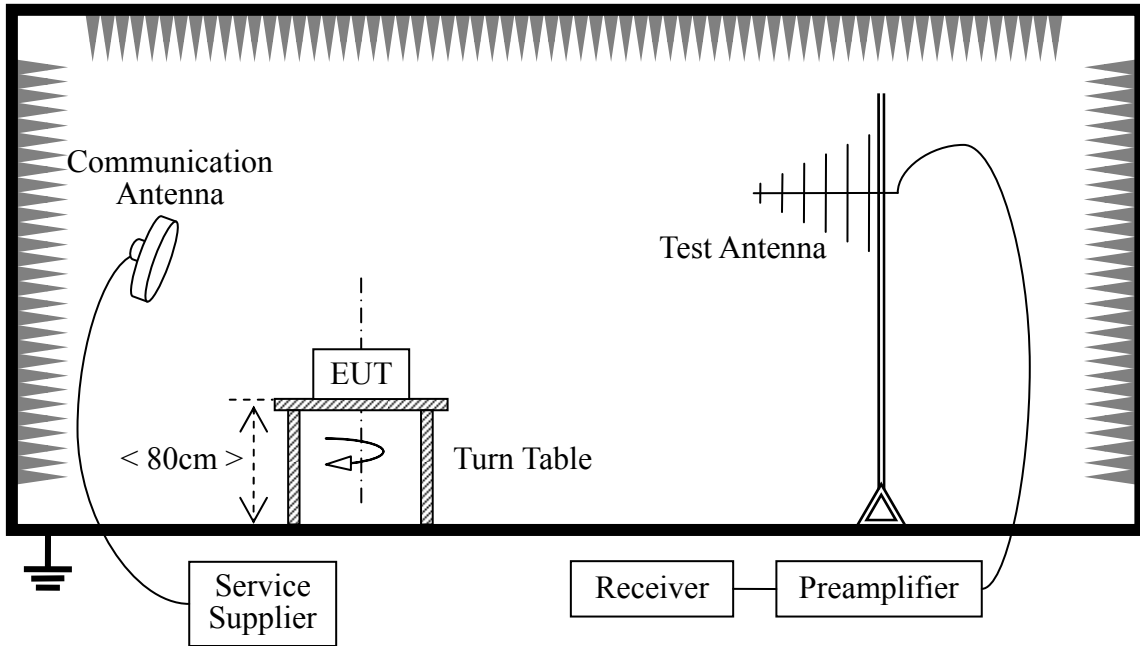 Communication
Antenna
Test Antenna
EUT
< 80cm >
Turn Table
Service
Supplier
Receiver
Preamplifier